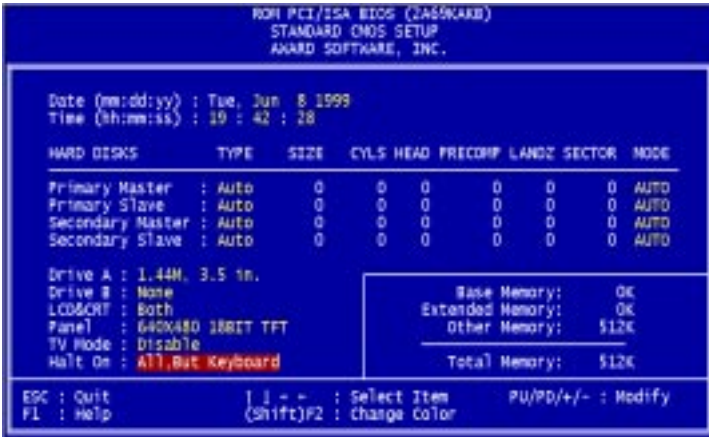 ROM PCI/ISA BIOS (2A69KAKB)
STANDARD CMOS SETUP
AWARD SOFTWARE, INC.
Date (mm:dd:yy) : Tue, Jun 8 1999
Time (hh:mm:ss) : 19 : 42 : 28
HARD DISKS TYPE SIZE CYLS HEAD PRECOMP LANDZ SECTOR MODE
Primary Master : Auto 0 0 0 0 0 0 AUTO
Primary Slave : Auto 0 0 0 0 0 0 AUTO
Secondary Master : Auto 0 0 0 0 0 0 AUTO
Secondary Slave : Auto 0 0 0 0 0 0 AUTO
Drive A : 1.44M, 3.5 in.
Drive B : None
LCD&CRT : Both
Panel : 640X480 18BIT TFT
TV Mode : Disable
Halt On : All,But Keyboard
Base Memory: 0K
Extended Memory: 0K
Other Memory: 512K
Total Memory: 512K
ESC : Quit
F1 : Help
↑ ↓ → ← : Select Item
(Shift)F2 : Change Color
PU/PD/+/- : Modify